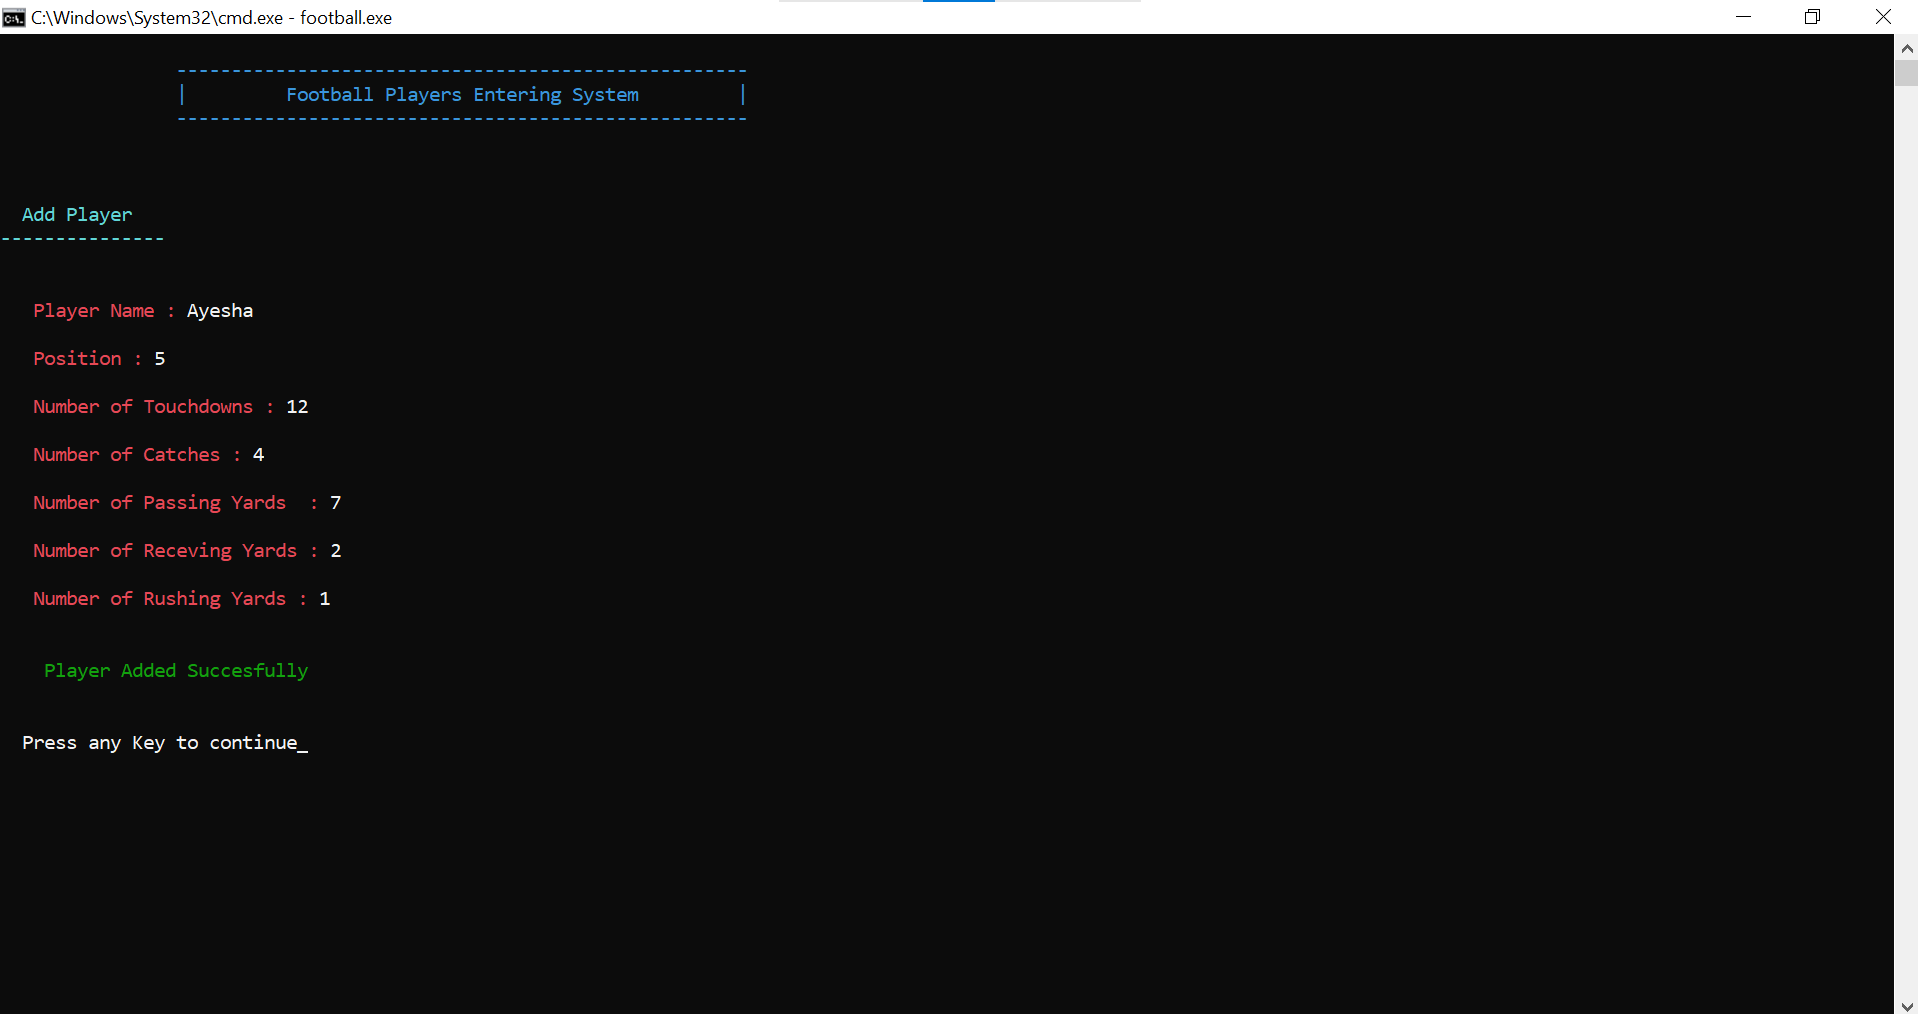 C:\Windows\System32\cmd.exe - football.exe
----------------------------------------------------
| Football Players Entering System |
----------------------------------------------------
Add Player
---------------
Player Name : Ayesha
Position : 5
Number of Touchdowns : 12
Number of Catches : 4
Number of Passing Yards  : 7
Number of Receving Yards : 2
Number of Rushing Yards : 1
Player Added Succesfully
Press any Key to continue_